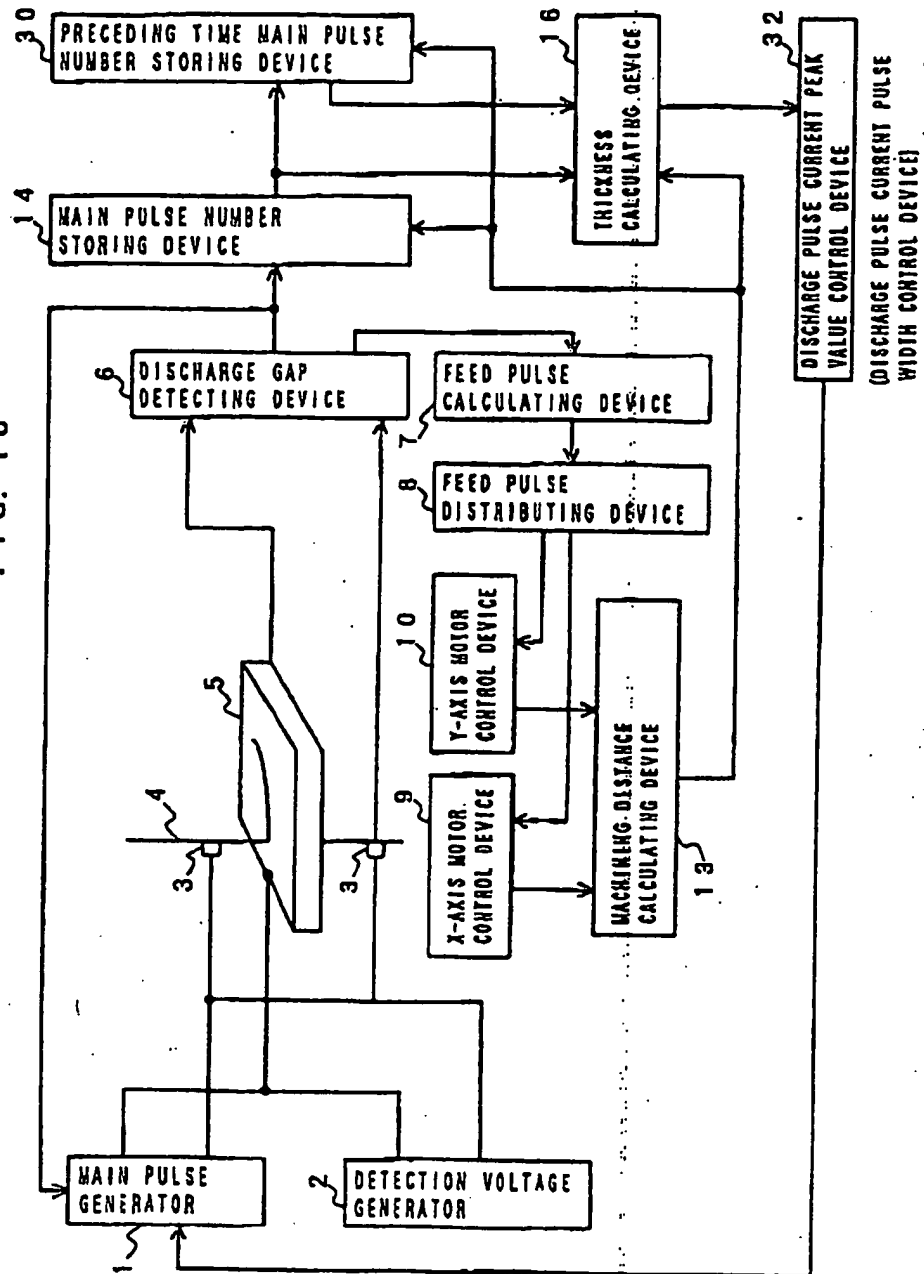 FIG.
30
PRECEDING TIME MAIN PULSE
NUMBER STORING DEVICE
14
MAIN PULSE NUMBER
STORING DEVICE
16
THICKNESS
CALCULATING DEVICE
32
DISCHARGE PULSE CURRENT PEAK
VALUE CONTROL DEVICE
(DISCHARGE PULSE CURRENT PULSE
WIDTH CONTROL DEVICE)
6
DISCHARGE GAP
DETECTING DEVICE
7
FEED PULSE
CALCULATING DEVICE
8
FEED PULSE
DISTRIBUTING DEVICE
10
Y-AXIS MOTOR
CONTROL DEVICE
9
X-AXIS MOTOR
CONTROL DEVICE
MACHINING DISTANCE
CALCULATING DEVICE
13
5
4
3
3
1
MAIN PULSE
GENERATOR
2
DETECTION VOLTAGE
GENERATOR